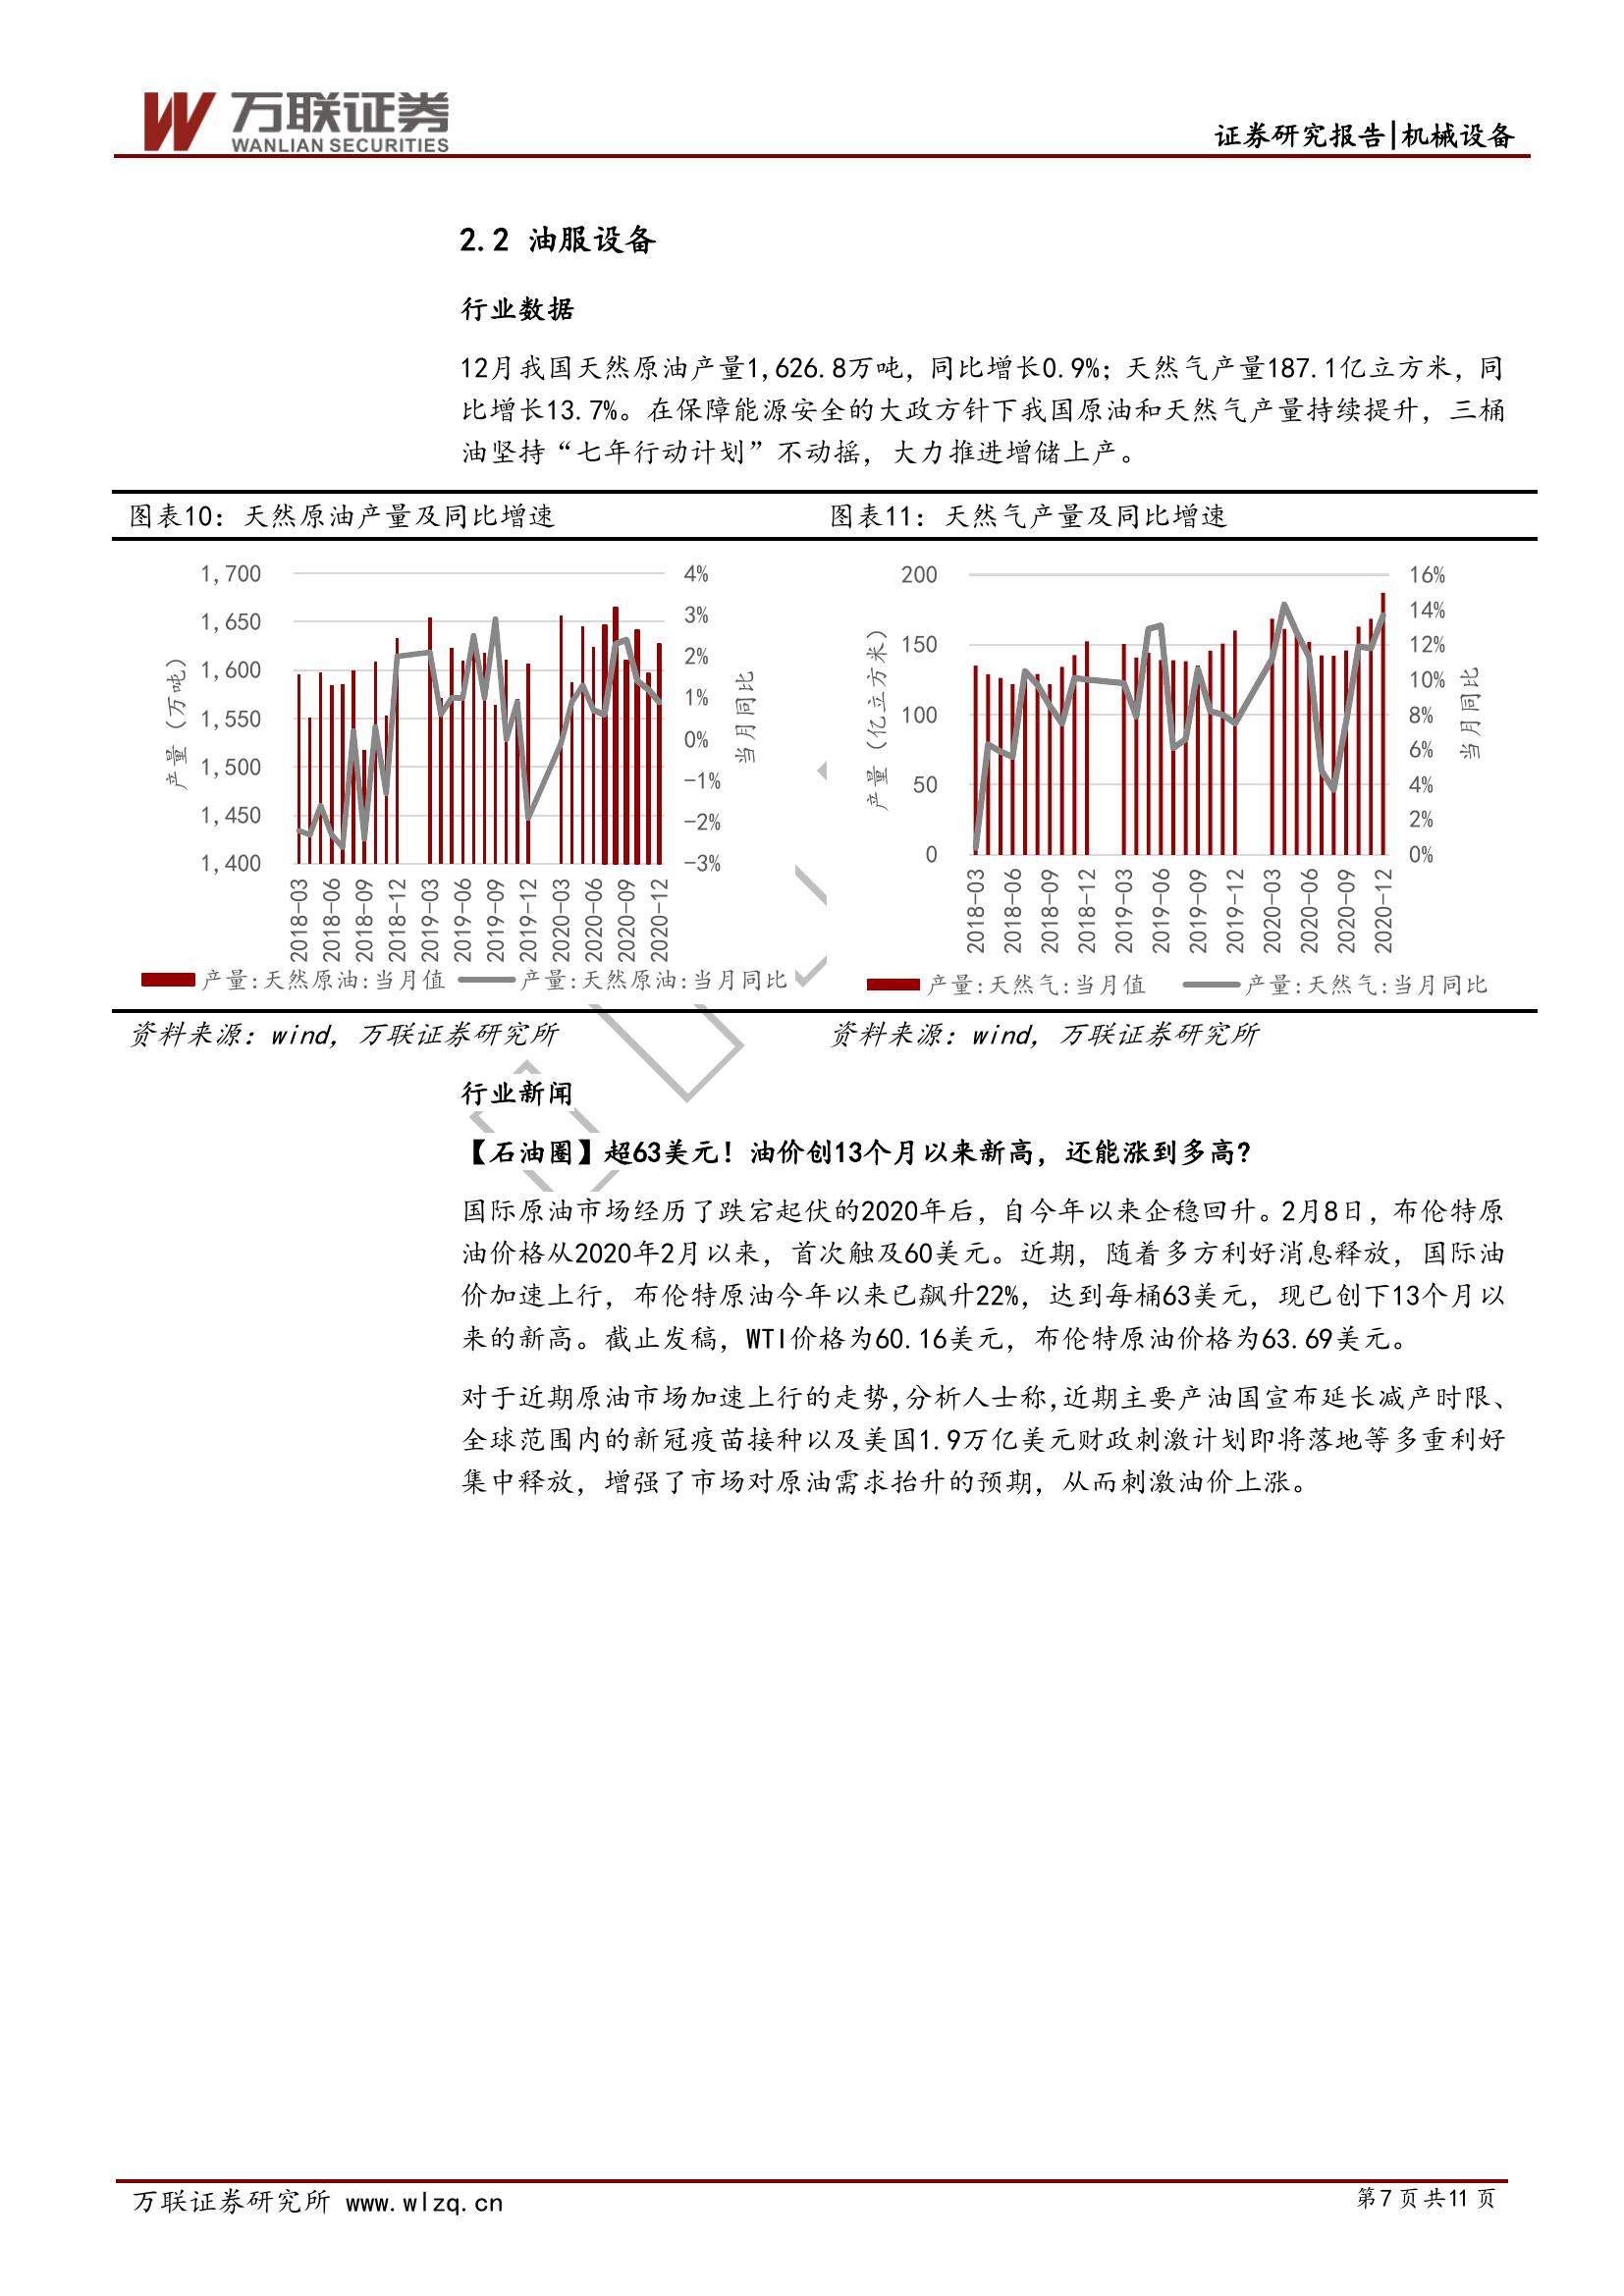 万联证券
WANLIAN SECURITIES
证券研究报告|机械设备
2.2 油服设备
行业数据
12月我国天然原油产量1,626.8万吨，同比增长0.9%；天然气产量187.1亿立方米，同
比增长13.7%。在保障能源安全的大政方针下我国原油和天然气产量持续提升，三桶
油坚持“七年行动计划”不动摇，大力推进增储上产。
图表10：天然原油产量及同比增速
1,700
1,650
1,600
1,550
1,500
1,450
1,400
产量（万吨）
4%
3%
2%
1%
0%
-1%
-2%
-3%
当月同比
2018-03
2018-06
2018-09
2018-12
2019-03
2019-06
2019-09
2019-12
2020-03
2020-06
2020-09
2020-12
产量:天然原油:当月值
产量:天然原油:当月同比
图表11：天然气产量及同比增速
200
150
100
50
0
产量（亿立方米）
16%
14%
12%
10%
8%
6%
4%
2%
0%
当月同比
2018-03
2018-06
2018-09
2018-12
2019-03
2019-06
2019-09
2019-12
2020-03
2020-06
2020-09
2020-12
产量:天然气:当月值
产量:天然气:当月同比
资料来源：wind，万联证券研究所
资料来源：wind，万联证券研究所
行业新闻
【石油圈】超63美元！油价创13个月以来新高，还能涨到多高?
国际原油市场经历了跌宕起伏的2020年后，自今年以来企稳回升。2月8日，布伦特原
油价格从2020年2月以来，首次触及60美元。近期，随着多方利好消息释放，国际油
价加速上行，布伦特原油今年以来已飙升22%，达到每桶63美元，现已创下13个月以
来的新高。截止发稿，WTI价格为60.16美元，布伦特原油价格为63.69美元。
对于近期原油市场加速上行的走势,分析人士称,近期主要产油国宣布延长减产时限、
全球范围内的新冠疫苗接种以及美国1.9万亿美元财政刺激计划即将落地等多重利好
集中释放，增强了市场对原油需求抬升的预期，从而刺激油价上涨。
万联证券研究所 www.wlzq.cn
第7页共11页